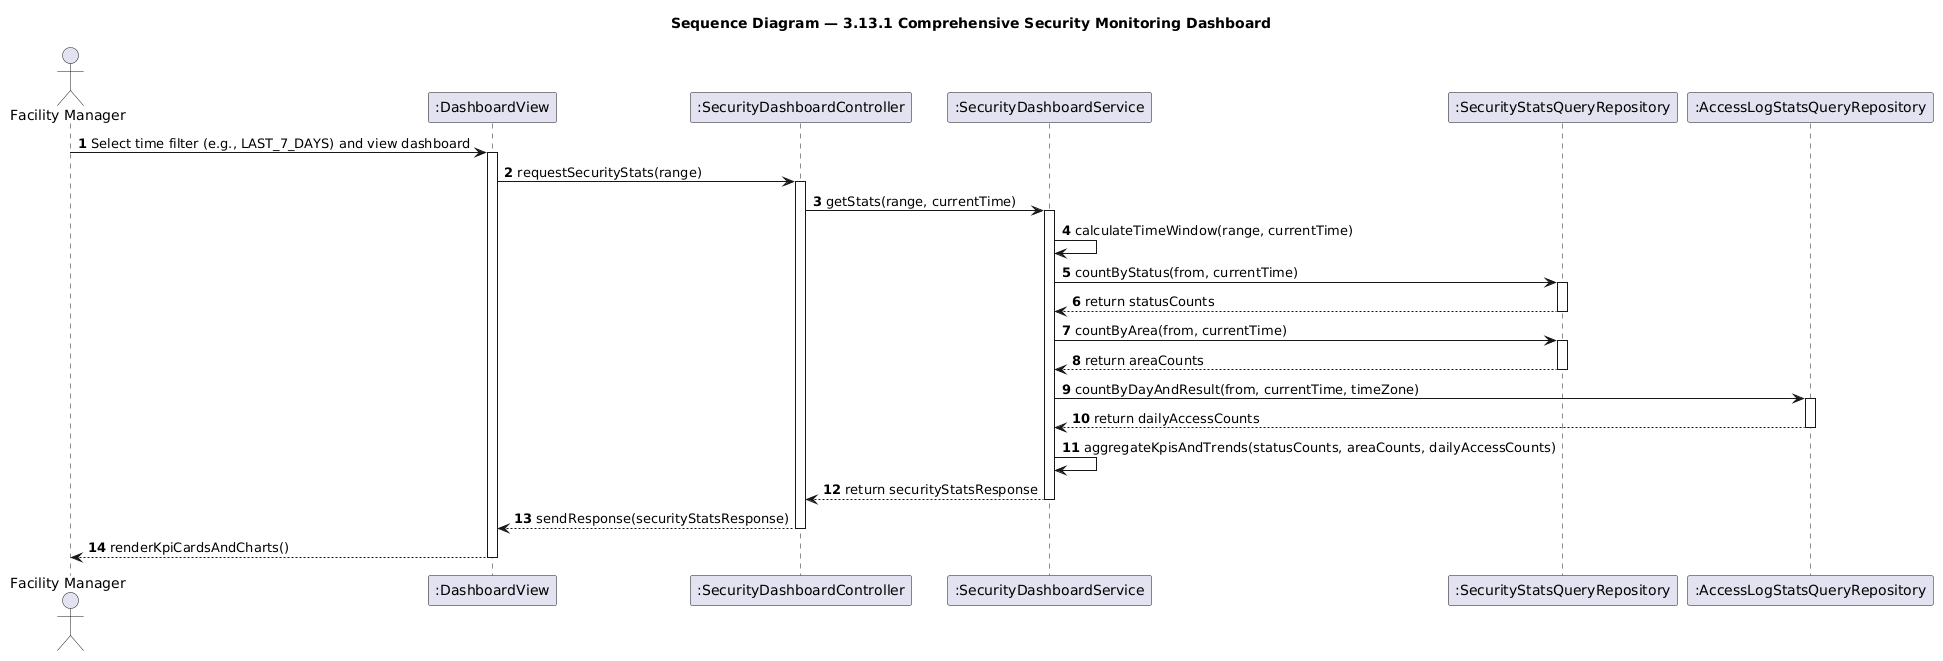 Sequence Diagram — 3.13.1 Comprehensive Security Monitoring Dashboard
Facility Manager
:DashboardView
:SecurityDashboardController
:SecurityDashboardService
:SecurityStatsQueryRepository
:AccessLogStatsQueryRepository
1 Select time filter (e.g., LAST_7_DAYS) and view dashboard
2 requestSecurityStats(range)
3 getStats(range, currentTime)
4 calculateTimeWindow(range, currentTime)
5 countByStatus(from, currentTime)
6 return statusCounts
7 countByArea(from, currentTime)
8 return areaCounts
9 countByDayAndResult(from, currentTime, timeZone)
10 return dailyAccessCounts
11 aggregateKpisAndTrends(statusCounts, areaCounts, dailyAccessCounts)
12 return securityStatsResponse
13 sendResponse(securityStatsResponse)
14 renderKpiCardsAndCharts()
Facility Manager
:DashboardView
:SecurityDashboardController
:SecurityDashboardService
:SecurityStatsQueryRepository
:AccessLogStatsQueryRepository